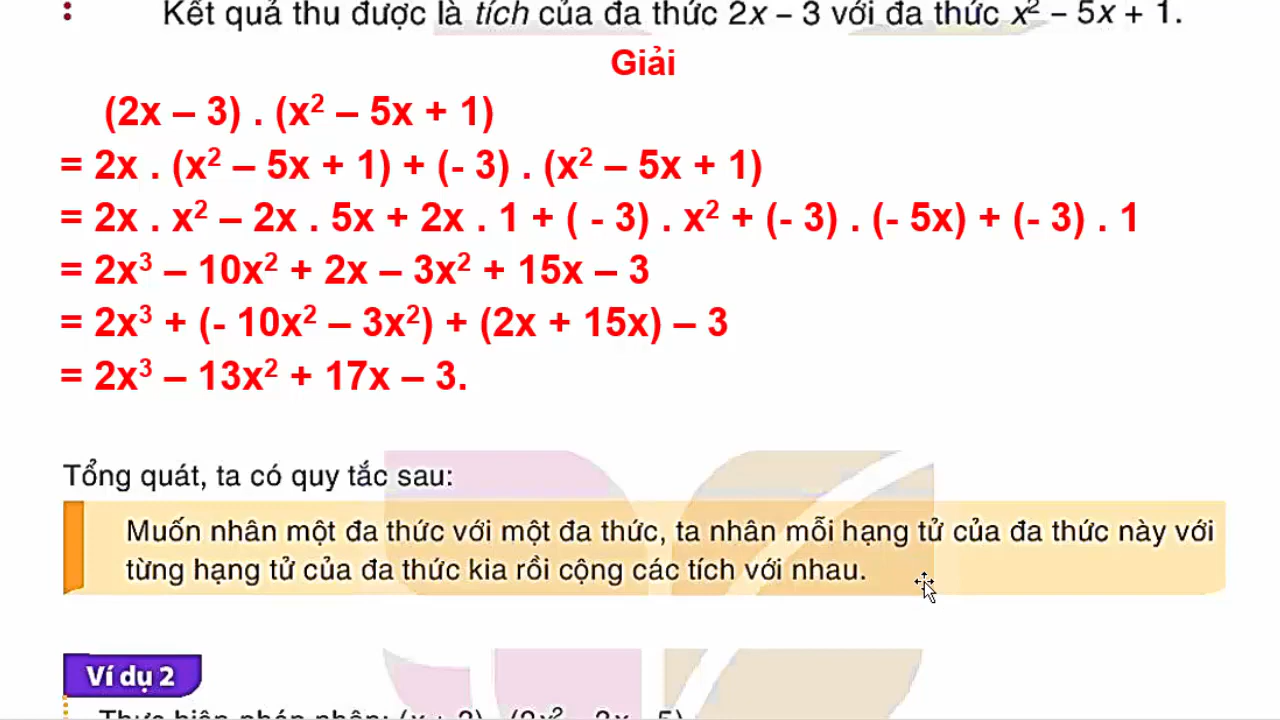 Kết quả thu được là tích của đa thức 2x – 3 với đa thức x² – 5x + 1.
Giải
(2x – 3) . (x² – 5x + 1)
= 2x . (x² – 5x + 1) + (- 3) . (x² – 5x + 1)
= 2x . x² – 2x . 5x + 2x . 1 + ( - 3) . x² + (- 3) . (- 5x) + (- 3) . 1
= 2x³ – 10x² + 2x – 3x² + 15x – 3
= 2x³ + (- 10x² – 3x²) + (2x + 15x) – 3
= 2x³ – 13x² + 17x – 3.
Tổng quát, ta có quy tắc sau:
Muốn nhân một đa thức với một đa thức, ta nhân mỗi hạng tử của đa thức này với
từng hạng tử của đa thức kia rồi cộng các tích với nhau.
Ví dụ 2
Thực hiện phép nhân: